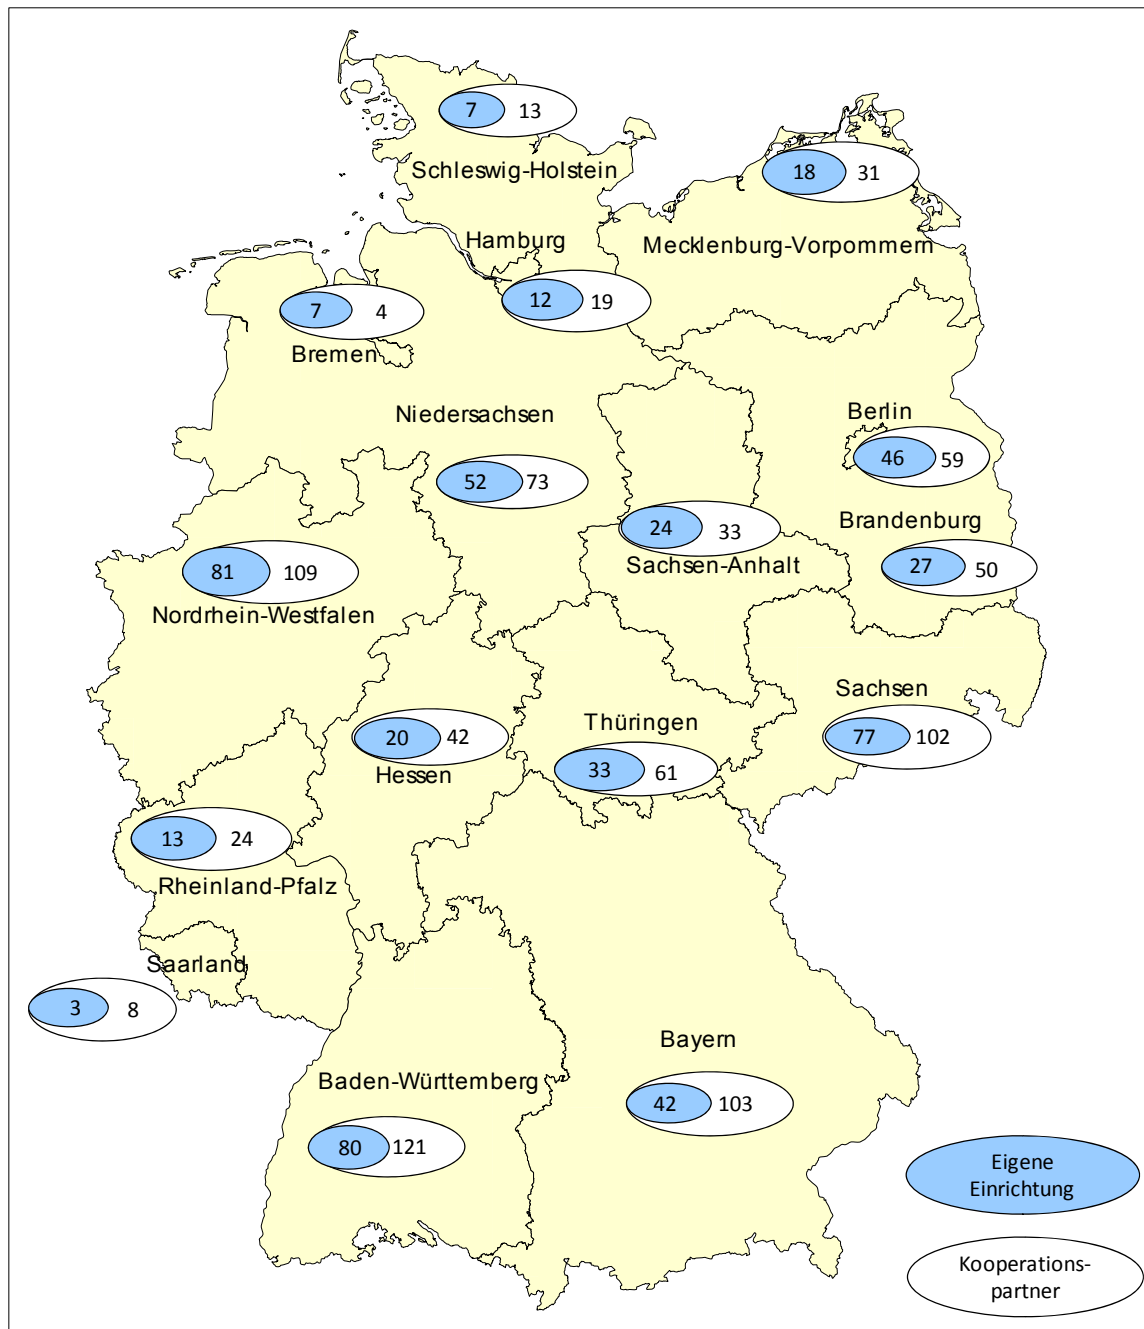 7 13
Schleswig-Holstein
18 31
Mecklenburg-Vorpommern
Hamburg
12 19
7 4
Bremen
Niedersachsen
52 73
Berlin
46 59
24 33
Sachsen-Anhalt
Brandenburg
27 50
81 109
Nordrhein-Westfalen
Sachsen
77 102
20 42
Hessen
Thüringen
33 61
13 24
Rheinland-Pfalz
Saarland
3 8
Bayern
42 103
Baden-Württemberg
80 121
Eigene
Einrichtung
Kooperations-
partner